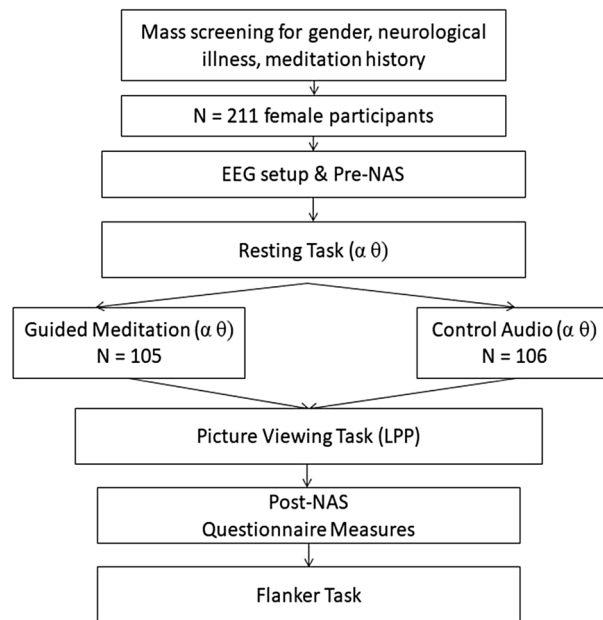 Mass screening for gender, neurological
illness, meditation history
N = 211 female participants
EEG setup & Pre-NAS
Resting Task (α θ)
Guided Meditation (α θ)
N = 105
Control Audio (α θ)
N = 106
Picture Viewing Task (LPP)
Post-NAS
Questionnaire Measures
Flanker Task